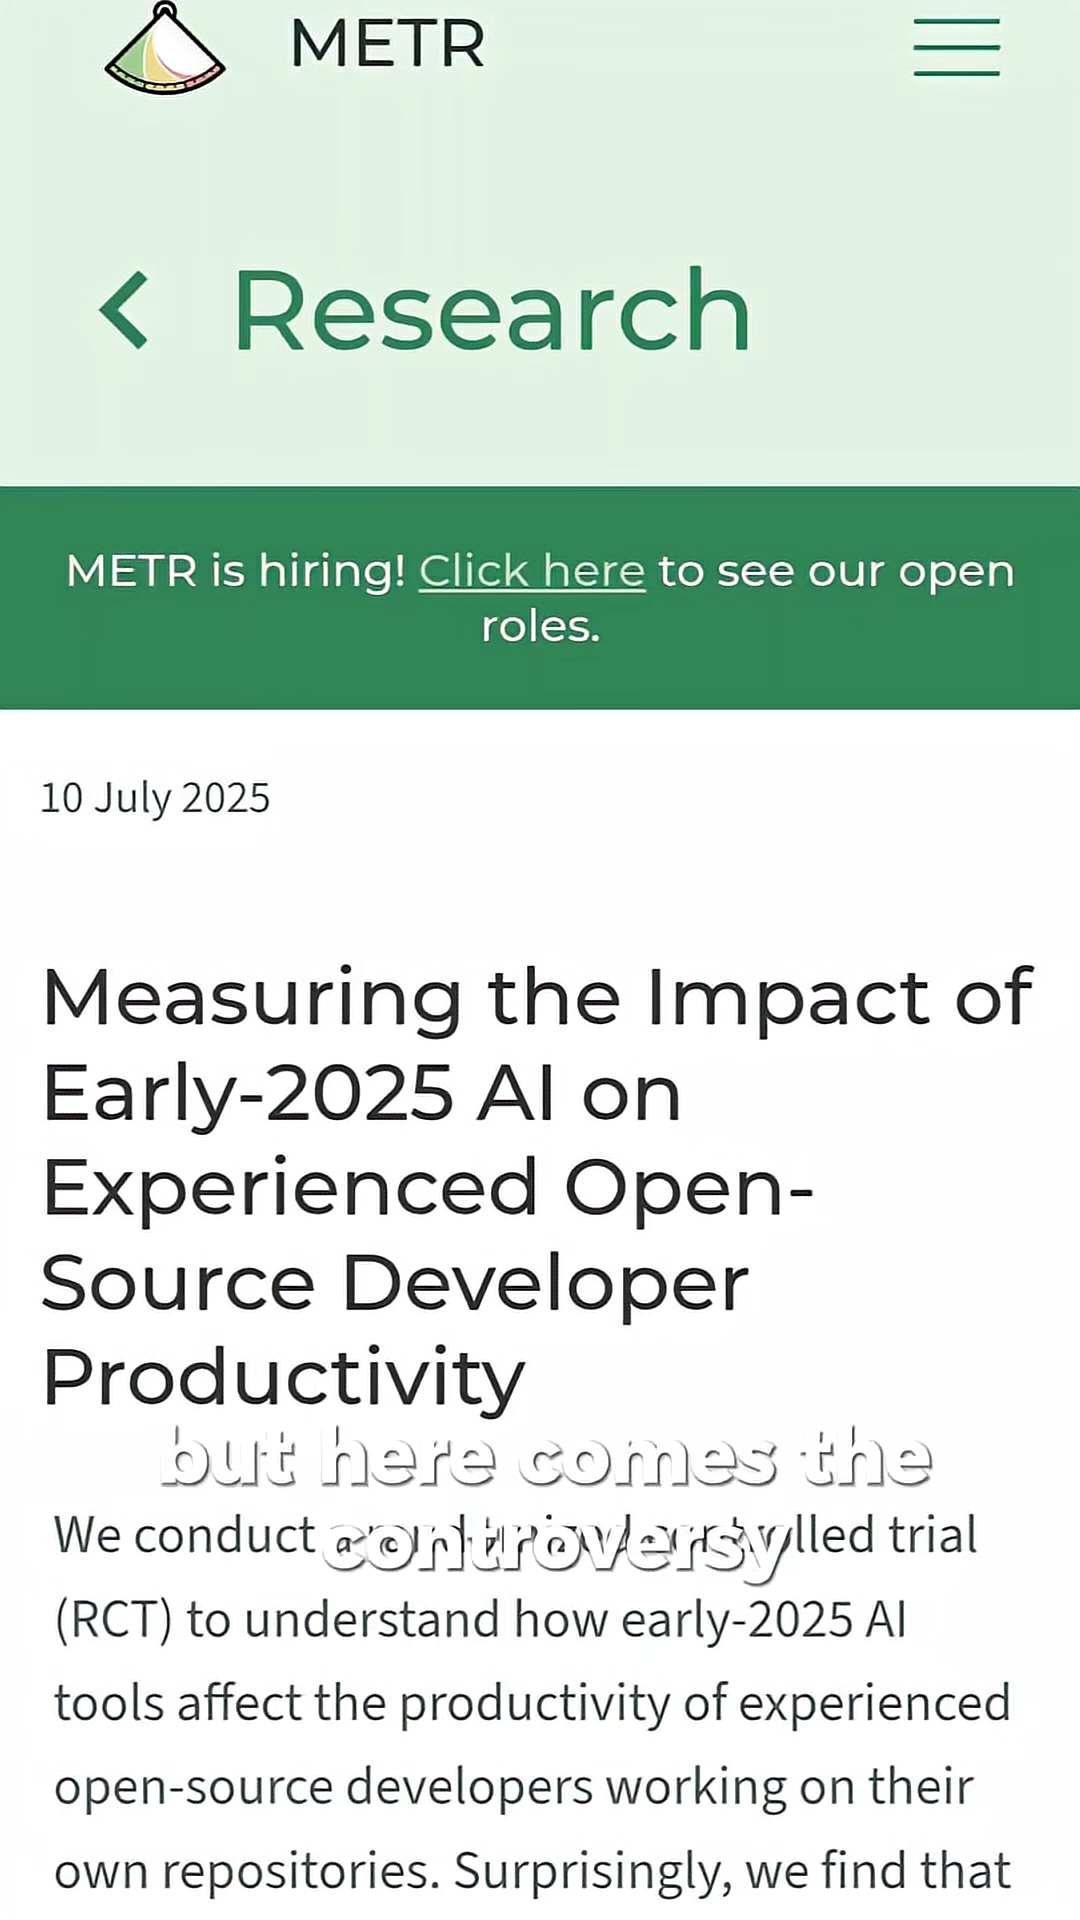 METR
Research
METR is hiring! Click here to see our open
roles.
10 July 2025
Measuring the Impact of
Early-2025 AI on
Experienced Open-
Source Developer
Productivity
but here comes the
controversy
We conduct a randomized controlled trial
(RCT) to understand how early-2025 AI
tools affect the productivity of experienced
open-source developers working on their
own repositories. Surprisingly, we find that